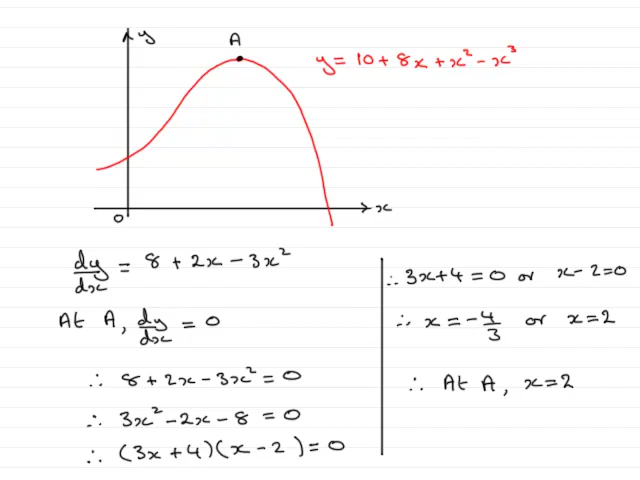 y
A
y = 10 + 8x + x² - x³
0
x
dy/dx = 8 + 2x - 3x²
At A, dy/dx = 0
∴ 8 + 2x - 3x² = 0
∴ 3x² - 2x - 8 = 0
∴ (3x + 4)(x - 2) = 0
∴ 3x + 4 = 0 or x - 2 = 0
∴ x = -4/3 or x = 2
∴ At A, x = 2